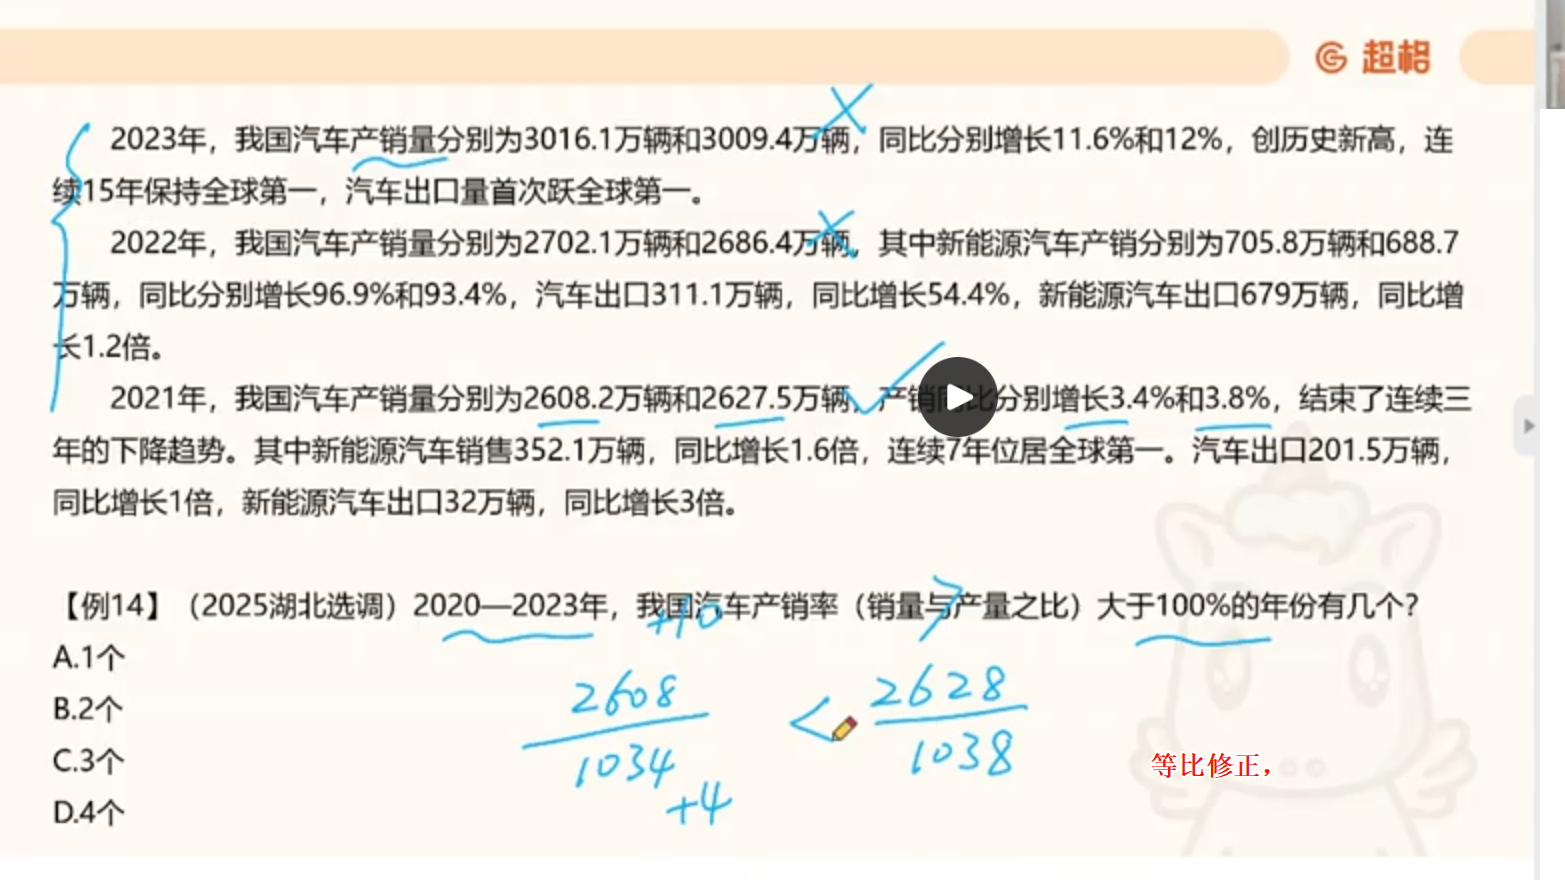 超格
2023年，我国汽车产销量分别为3016.1万辆和3009.4万辆，同比分别增长11.6%和12%，创历史新高，连
续15年保持全球第一，汽车出口量首次跃全球第一。
2022年，我国汽车产销量分别为2702.1万辆和2686.4万辆，其中新能源汽车产销分别为705.8万辆和688.7
万辆，同比分别增长96.9%和93.4%，汽车出口311.1万辆，同比增长54.4%，新能源汽车出口679万辆，同比增
长1.2倍。
2021年，我国汽车产销量分别为2608.2万辆和2627.5万辆，产销同比分别增长3.4%和3.8%，结束了连续三
年的下降趋势。其中新能源汽车销售352.1万辆，同比增长1.6倍，连续7年位居全球第一。汽车出口201.5万辆，
同比增长1倍，新能源汽车出口32万辆，同比增长3倍。
【例14】（2025湖北选调）2020—2023年，我国汽车产销率（销量与产量之比）大于100%的年份有几个？
+10 >
A.1个
B.2个
C.3个
D.4个
2608 < 2628
1034 1038
+4
等比修正，